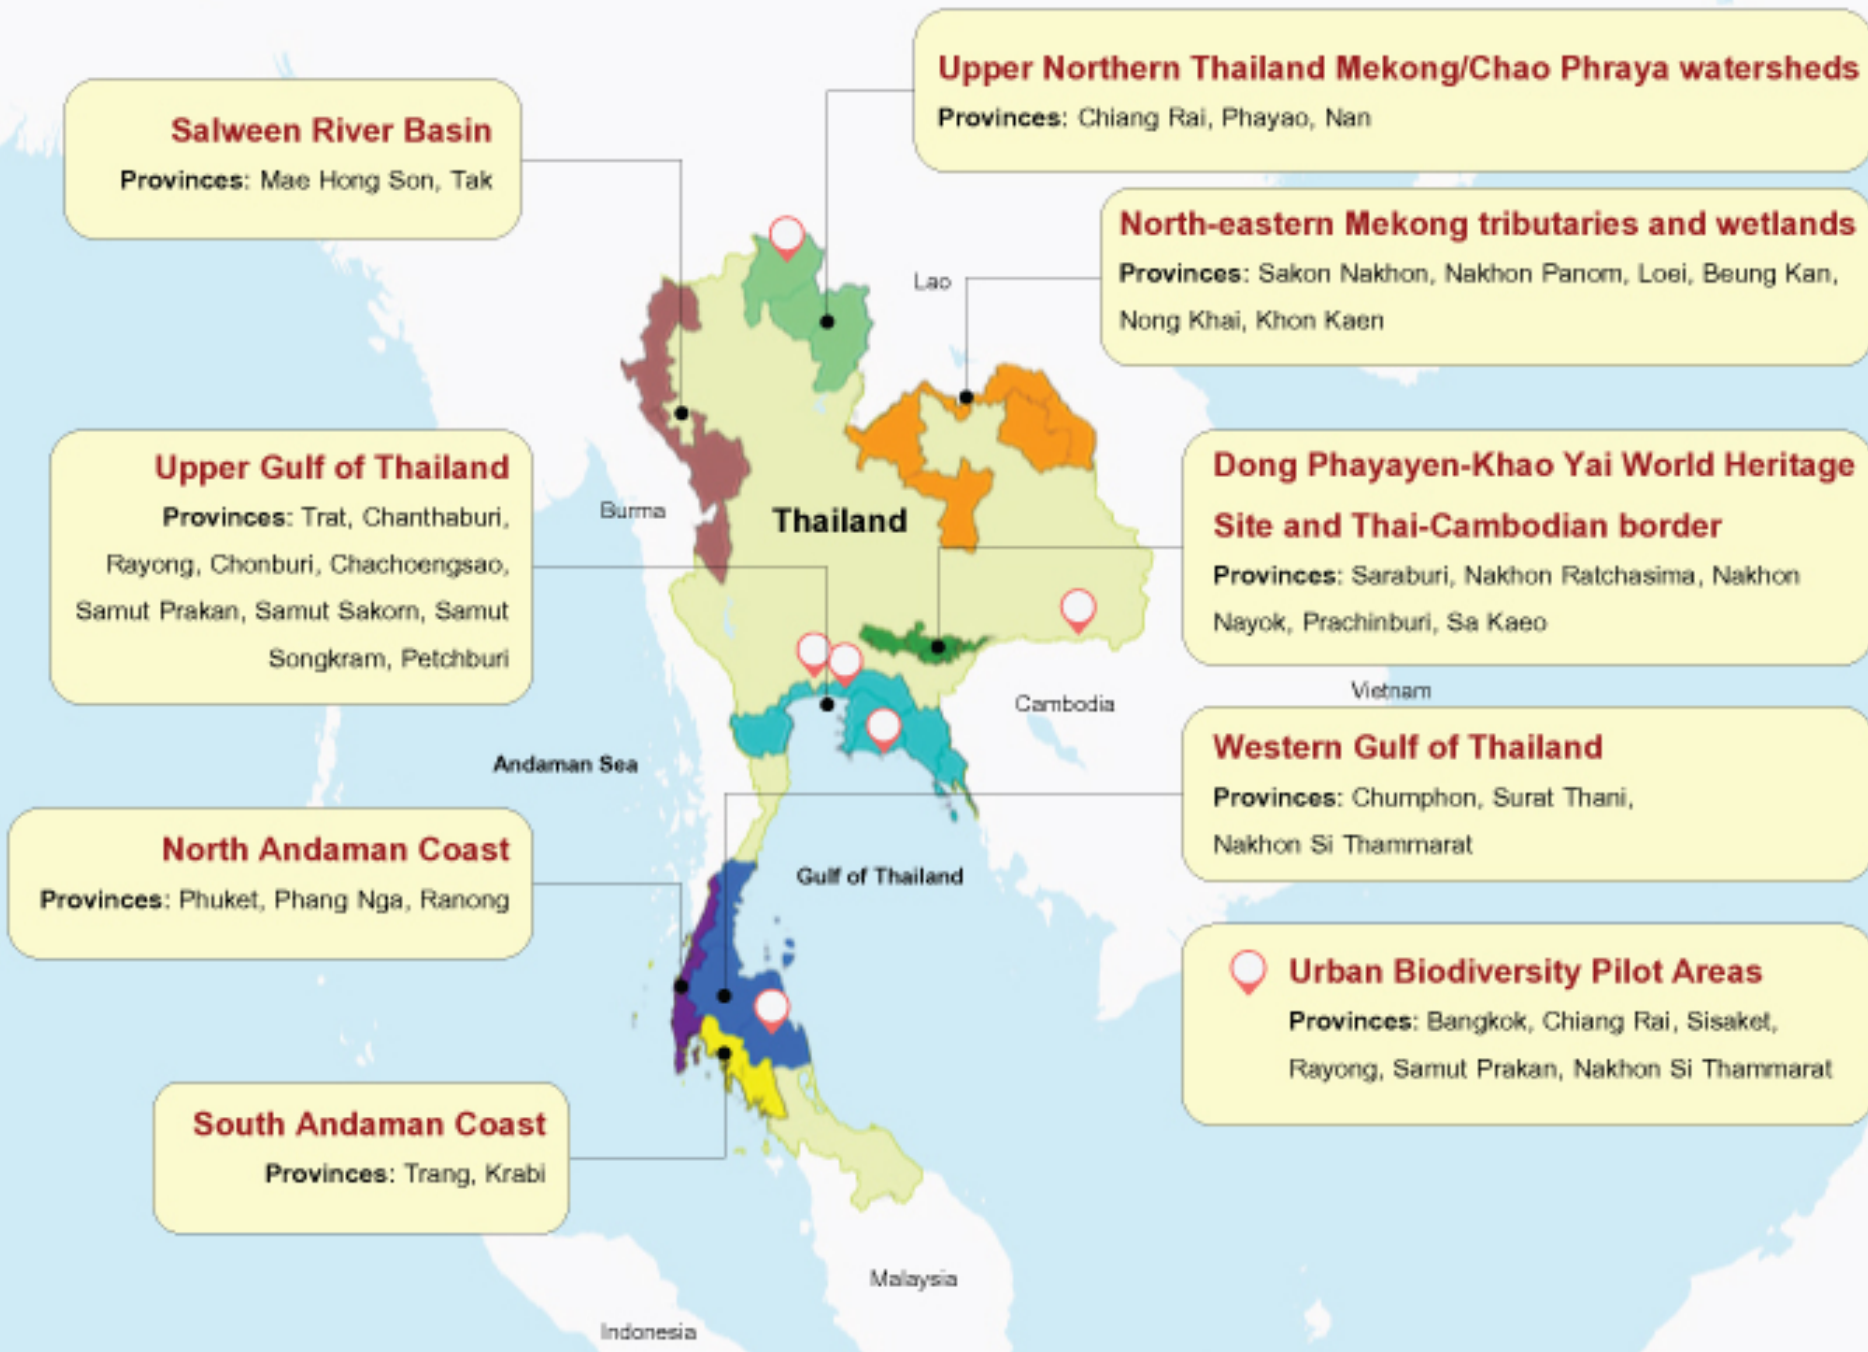 Upper Northern Thailand Mekong/Chao Phraya watersheds
Provinces: Chiang Rai, Phayao, Nan
Salween River Basin
Provinces: Mae Hong Son, Tak
North-eastern Mekong tributaries and wetlands
Provinces: Sakon Nakhon, Nakhon Panom, Loei, Beung Kan,
Nong Khai, Khon Kaen
Lao
Upper Gulf of Thailand
Provinces: Trat, Chanthaburi,
Rayong, Chonburi, Chachoengsao,
Samut Prakan, Samut Sakorn, Samut
Songkram, Petchburi
Burma
Thailand
Dong Phayayen-Khao Yai World Heritage
Site and Thai-Cambodian border
Provinces: Saraburi, Nakhon Ratchasima, Nakhon
Nayok, Prachinburi, Sa Kaeo
Cambodia
Vietnam
Andaman Sea
Western Gulf of Thailand
Provinces: Chumphon, Surat Thani,
Nakhon Si Thammarat
North Andaman Coast
Provinces: Phuket, Phang Nga, Ranong
Gulf of Thailand
Urban Biodiversity Pilot Areas
Provinces: Bangkok, Chiang Rai, Sisaket,
Rayong, Samut Prakan, Nakhon Si Thammarat
South Andaman Coast
Provinces: Trang, Krabi
Malaysia
Indonesia